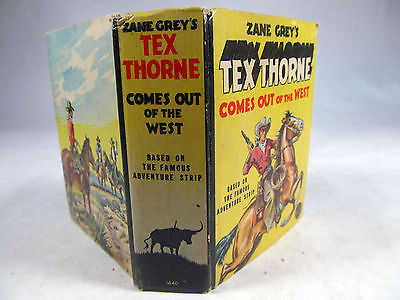 ZANE GREY'S
TEX
THORNE
COMES OUT
OF THE
WEST
BASED ON
THE FAMOUS
ADVENTURE STRIP
1440
ZANE GREY'S
TEX THORNE
COMES OUT OF THE WEST
BASED ON
THE FAMOUS
ADVENTURE STRIP